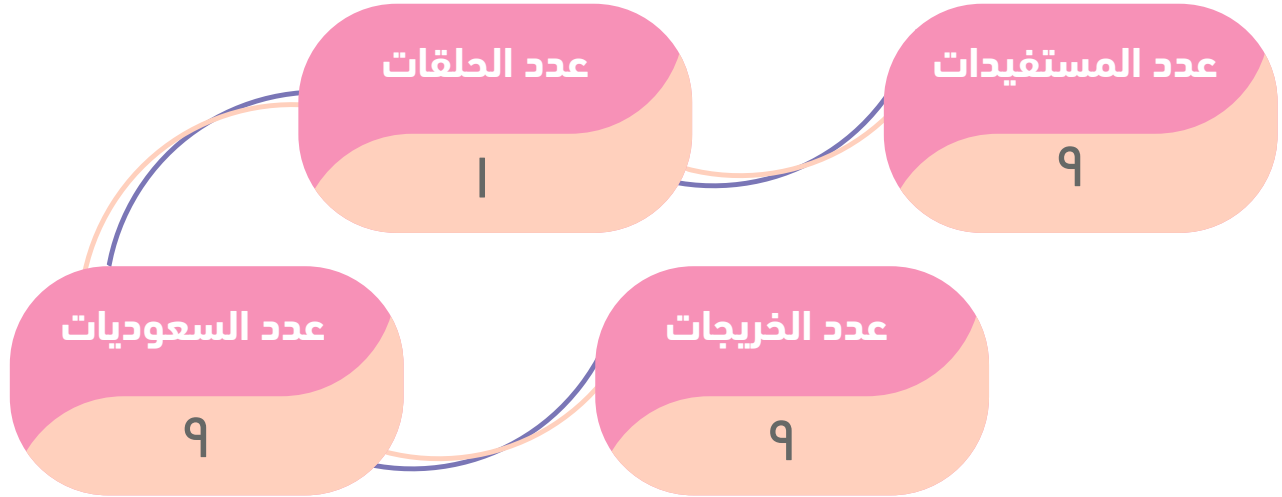 عدد المستفيدات
٩
عدد الحلقات
١
عدد السعوديات
٩
عدد الخريجات
٩